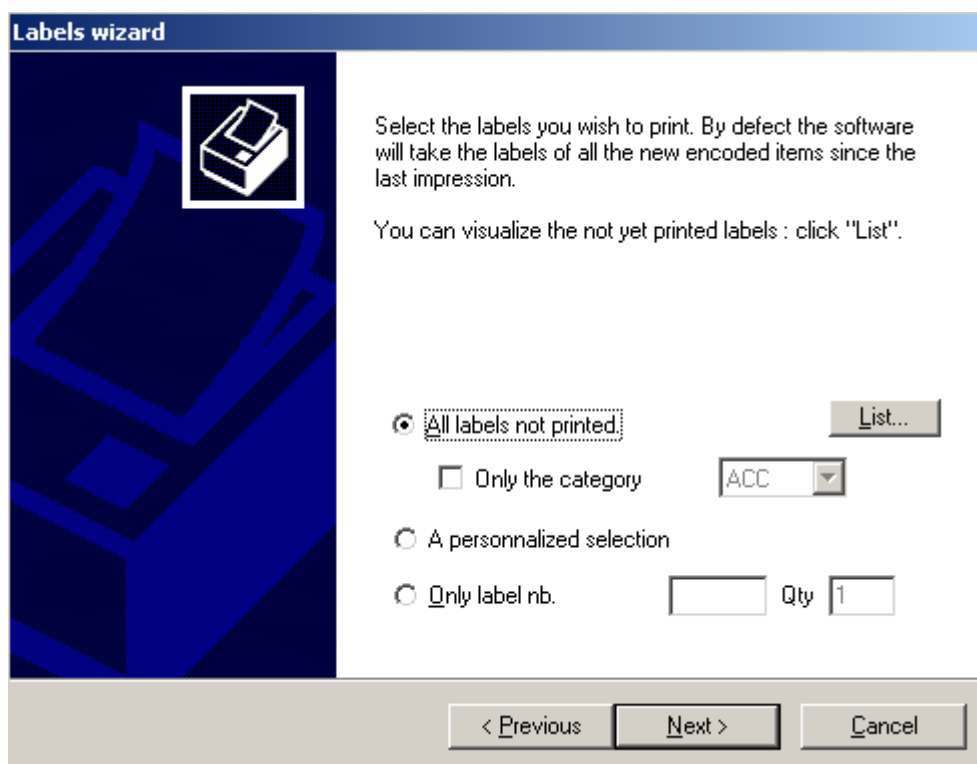 Labels wizard
Select the labels you wish to print. By defect the software
will take the labels of all the new encoded items since the
last impression.
You can visualize the not yet printed labels : click "List".
All labels not printed. List...
Only the category ACC
A personnalized selection
Only label nb. Qty 1
< Previous Next > Cancel